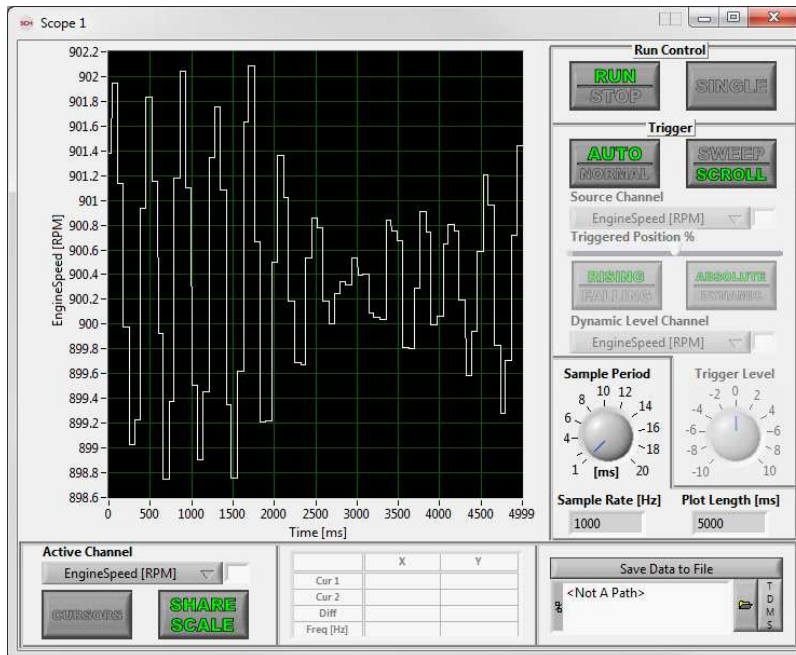 SCM Scope 1
902.2
902
901.8
901.6
901.4
901.2
901
900.8
900.6
900.4
900.2
900
899.8
899.6
899.4
899.2
899
898.8
898.6
EngineSpeed [RPM]
0 500 1000 1500 2000 2500 3000 3500 4000 4500 4999
Time [ms]
Run Control
RUN
STOP
SINGLE
Trigger
AUTO
NORMAL
SWEEP
SCROLL
Source Channel
EngineSpeed [RPM]
Triggered Position %
RISING
FALLING
ABSOLUTE
DYNAMIC
Dynamic Level Channel
EngineSpeed [RPM]
Sample Period
1 4 6 8 10 12 14 16 18 20
[ms]
Trigger Level
-10 -8 -6 -4 -2 0 2 4 6 8 10
Sample Rate [Hz]
1000
Plot Length [ms]
5000
Active Channel
EngineSpeed [RPM]
CURSORS
SHARE
SCALE
X Y
Cur 1
Cur 2
Diff
Freq [Hz]
Save Data to File
<Not A Path>
TDMS